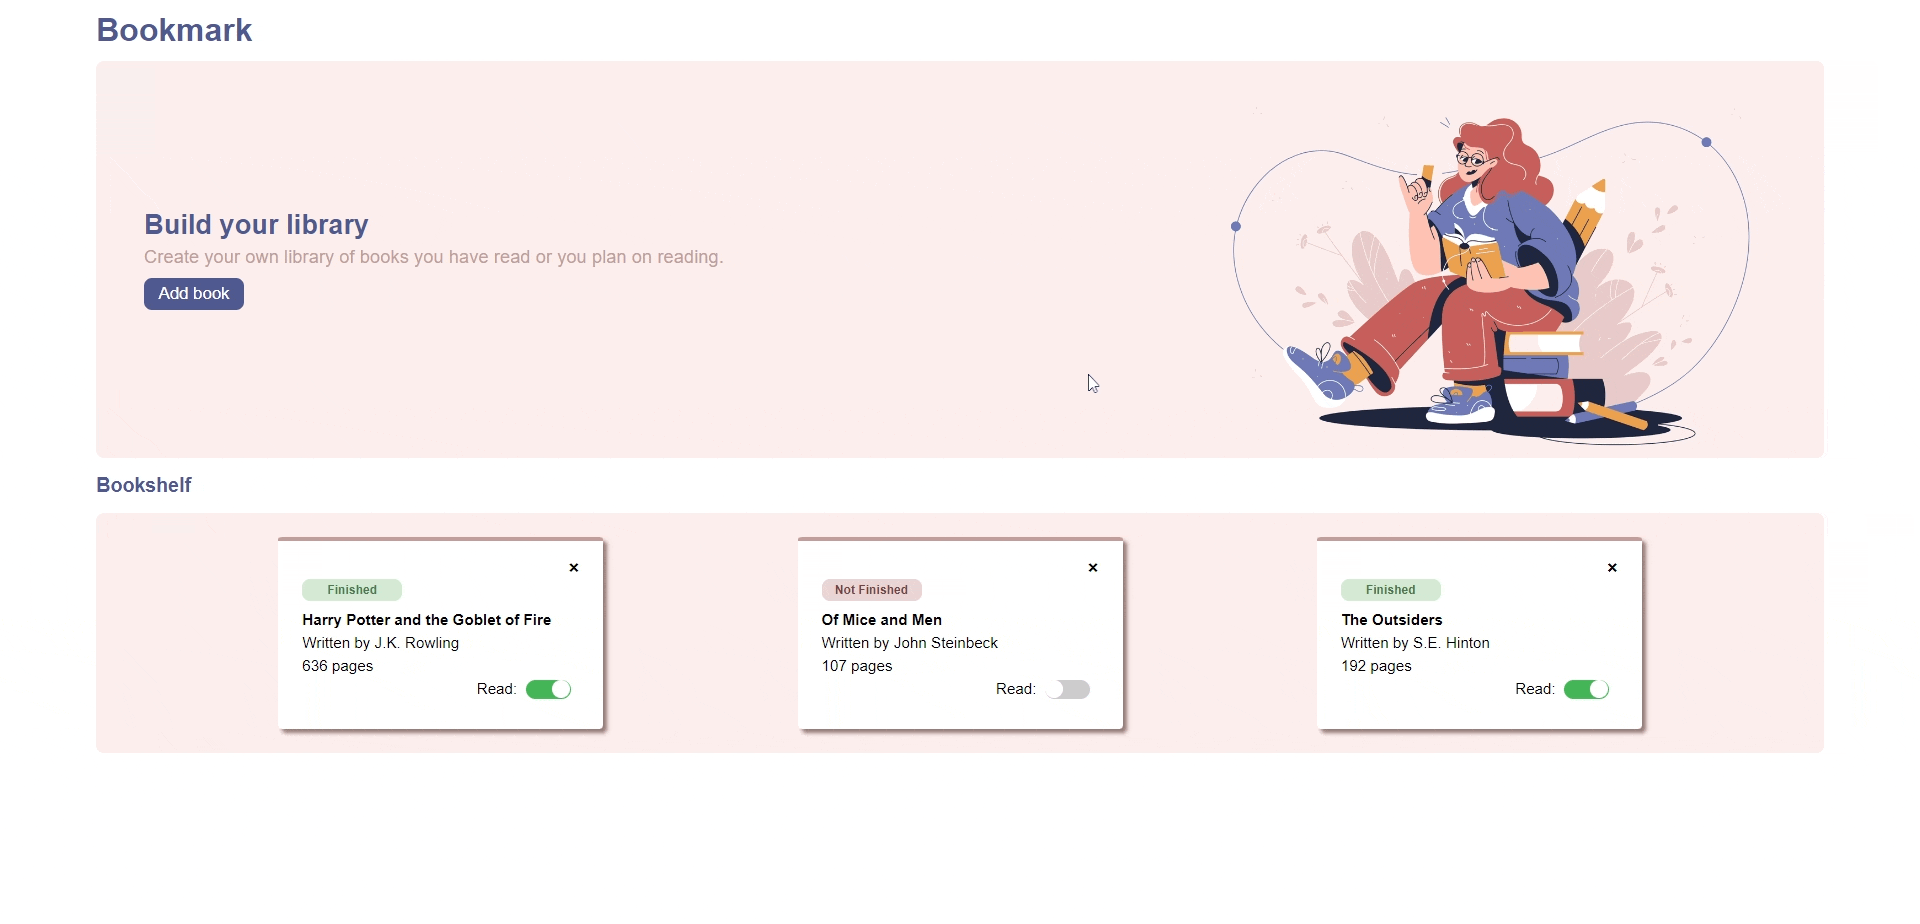 Bookmark
Build your library
Create your own library of books you have read or you plan on reading.
Add book
Bookshelf
×
Finished
Harry Potter and the Goblet of Fire
Written by J.K. Rowling
636 pages
Read:
×
Not Finished
Of Mice and Men
Written by John Steinbeck
107 pages
Read:
×
Finished
The Outsiders
Written by S.E. Hinton
192 pages
Read: